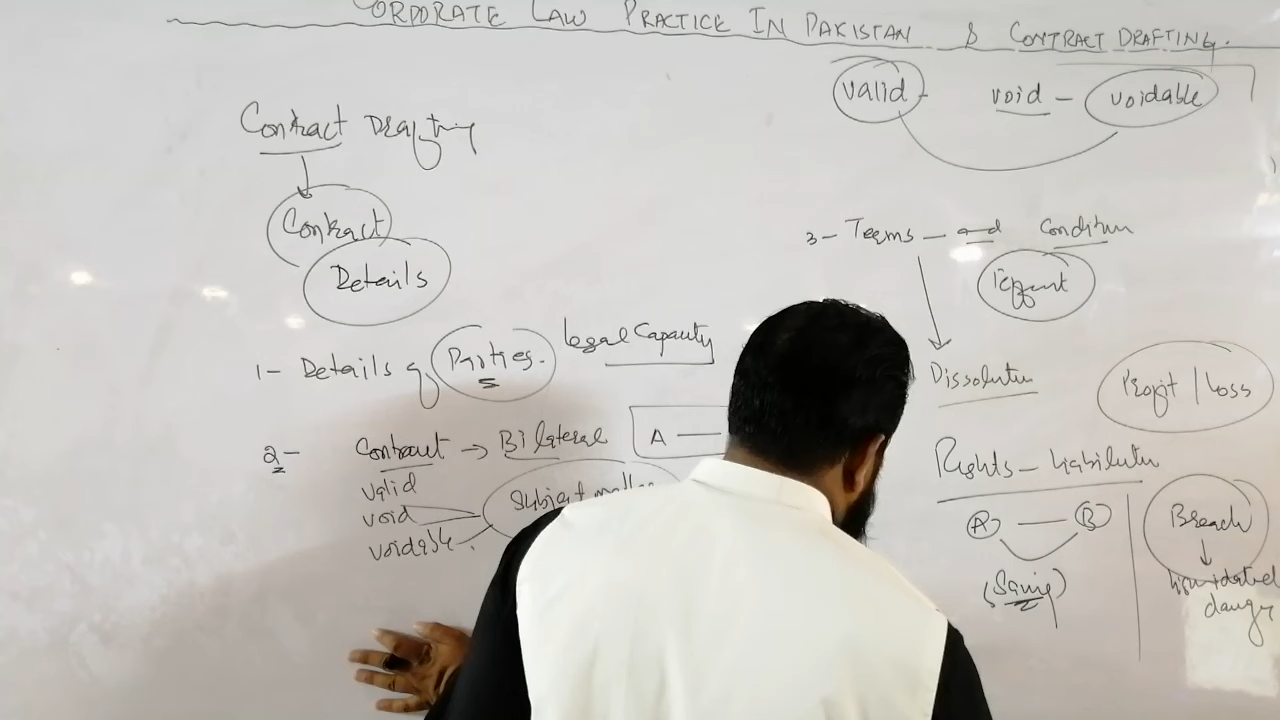 CORPORATE LAW PRACTICE IN PAKISTAN & CONTRACT DRAFTING.
valid - void - voidable
Contract Drafting
Contract
Details
1- Details of Parties. legal Capacity
2- Contract → Bilateral A —
valid
void
voidable.
Subject matter
3- Terms - and Condition
Dissolution
Profit / Loss
Rights - liabilities
A — B
(Same)
Breach
liquidated